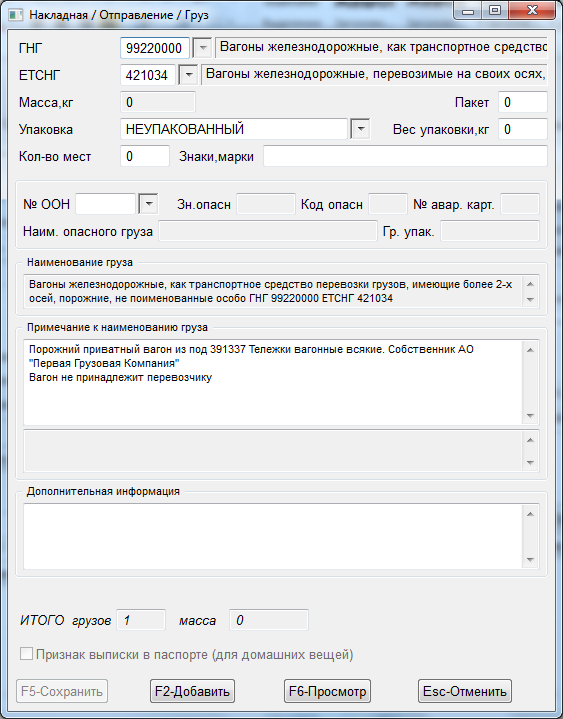 Накладная / Отправление / Груз
ГНГ 99220000 Вагоны железнодорожные, как транспортное средство
ЕТСНГ 421034 Вагоны железнодорожные, перевозимые на своих осях,
Масса,кг 0 Пакет 0
Упаковка НЕУПАКОВАННЫЙ Вес упаковки,кг 0
Кол-во мест 0 Знаки,марки
№ ООН Зн.опасн Код опасн № авар. карт.
Наим. опасного груза Гр. упак.
Наименование груза
Вагоны железнодорожные, как транспортное средство перевозки грузов, имеющие более 2-х
осей, порожние, не поименованные особо ГНГ 99220000 ЕТСНГ 421034
Примечание к наименованию груза
Порожний приватный вагон из под 391337 Тележки вагонные всякие. Собственник АО
"Первая Грузовая Компания"
Вагон не принадлежит перевозчику
Дополнительная информация
ИТОГО грузов 1 масса 0
Признак выписки в паспорте (для домашних вещей)
F5-Сохранить F2-Добавить F6-Просмотр Esc-Отменить